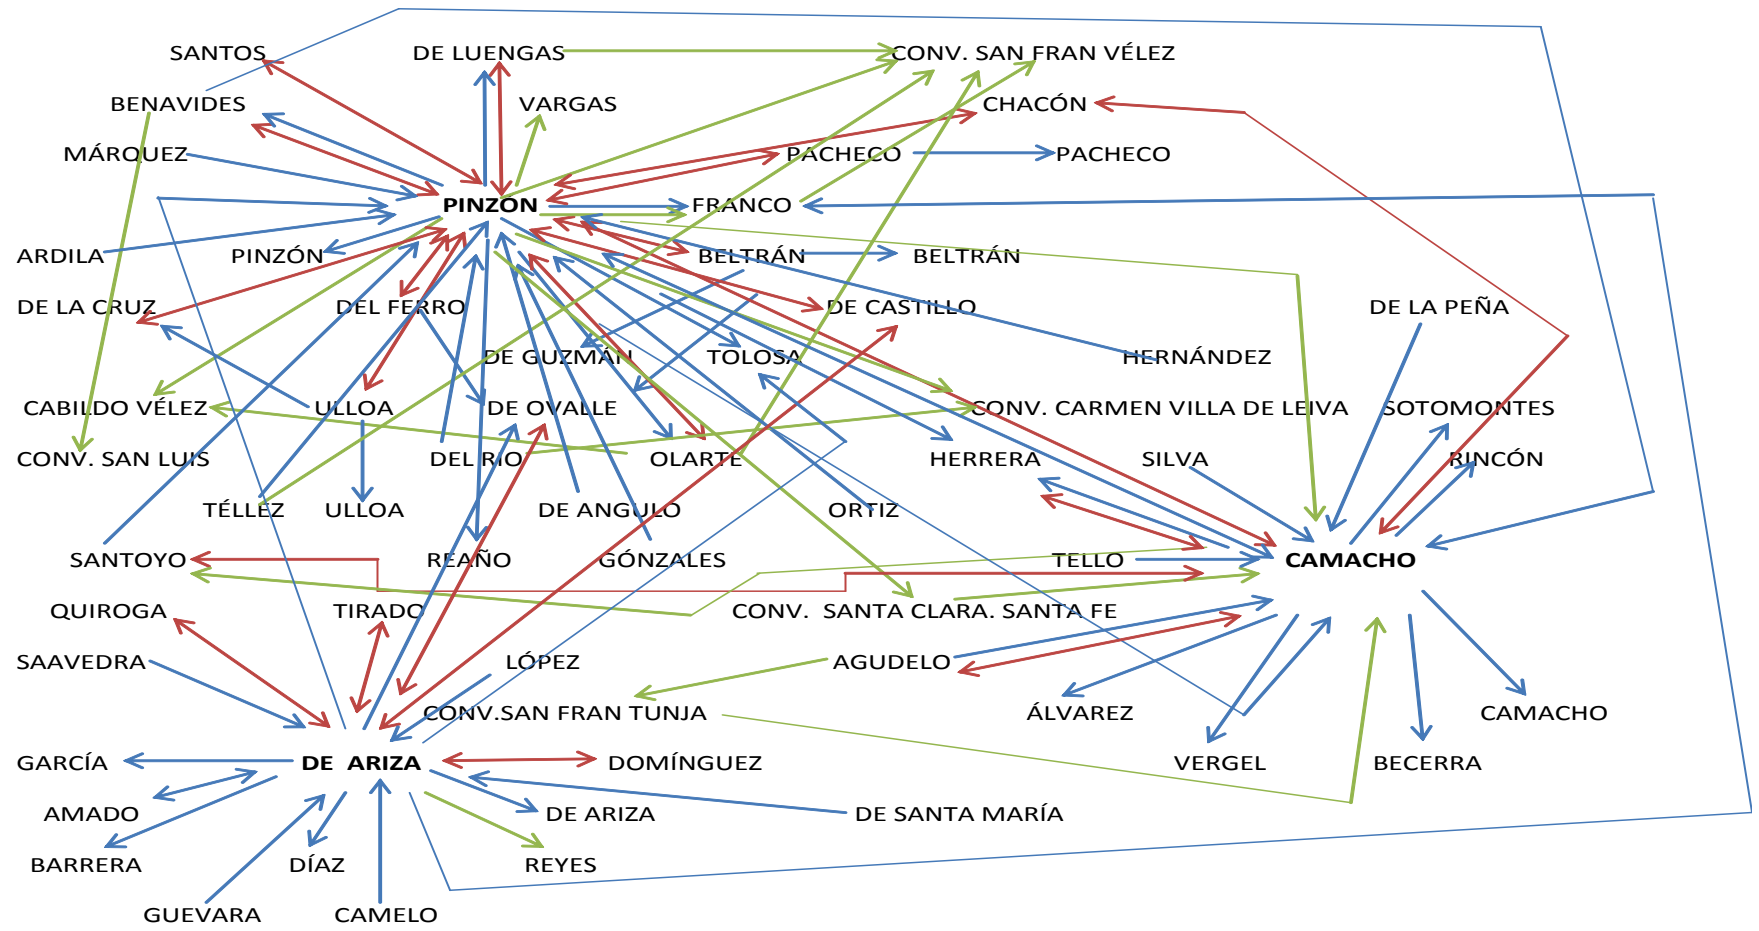 SANTOS DE LUENGAS CONV. SAN FRAN VÉLEZ
BENAVIDES VARGAS CHACÓN
MÁRQUEZ PACHECO PACHECO
PINZÓN FRANCO
ARDILA PINZÓN BELTRÁN BELTRÁN
DE LA CRUZ DEL FERRO DE CASTILLO DE LA PEÑA
DE GUZMÁN TOLOSA HERNÁNDEZ
CABILDO VÉLEZ ULLOA DE OVALLE CONV. CARMEN VILLA DE LEIVA SOTOMONTES
CONV. SAN LUIS DEL RIO OLARTE HERRERA SILVA RINCÓN
TÉLLEZ ULLOA DE ANGULO ORTIZ
SANTOYO REAÑO GÓNZALES TELLO CAMACHO
QUIROGA TIRADO CONV. SANTA CLARA. SANTA FE
SAAVEDRA LÓPEZ AGUDELO
CONV.SAN FRAN TUNJA ÁLVAREZ CAMACHO
GARCÍA DE ARIZA DOMÍNGUEZ VERGEL BECERRA
AMADO DE ARIZA DE SANTA MARÍA
BARRERA DÍAZ REYES
GUEVARA CAMELO